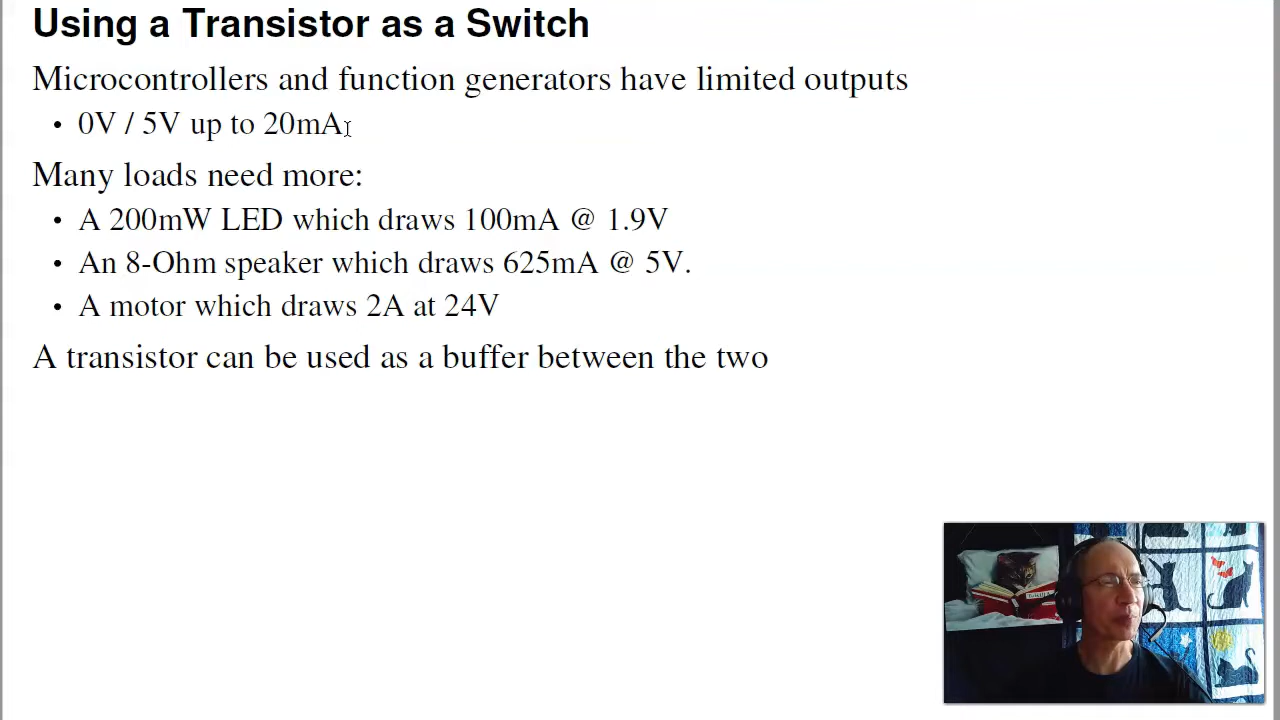 Using a Transistor as a Switch
Microcontrollers and function generators have limited outputs
• 0V / 5V up to 20mA
Many loads need more:
• A 200mW LED which draws 100mA @ 1.9V
• An 8-Ohm speaker which draws 625mA @ 5V.
• A motor which draws 2A at 24V
A transistor can be used as a buffer between the two